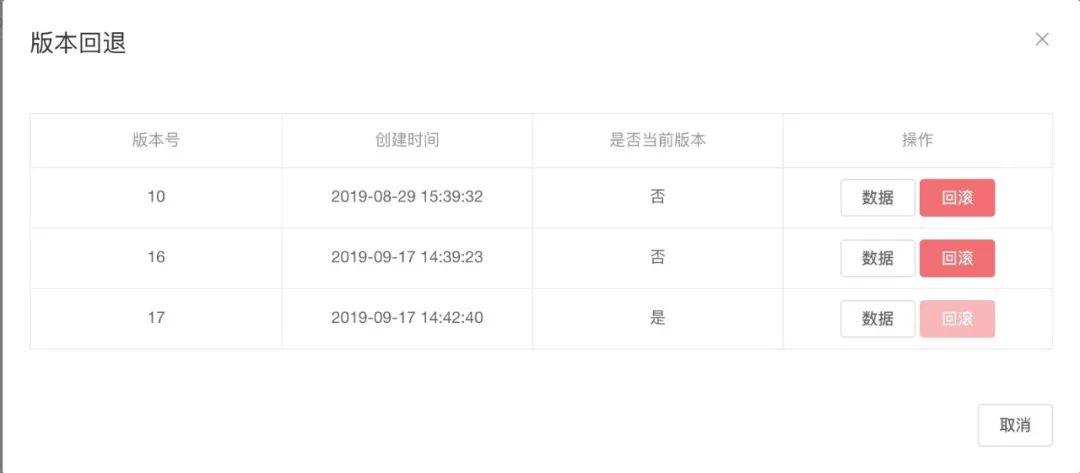 版本回退
版本号 创建时间 是否当前版本 操作
10 2019-08-29 15:39:32 否 数据 回滚
16 2019-09-17 14:39:23 否 数据 回滚
17 2019-09-17 14:42:40 是 数据 回滚
取消